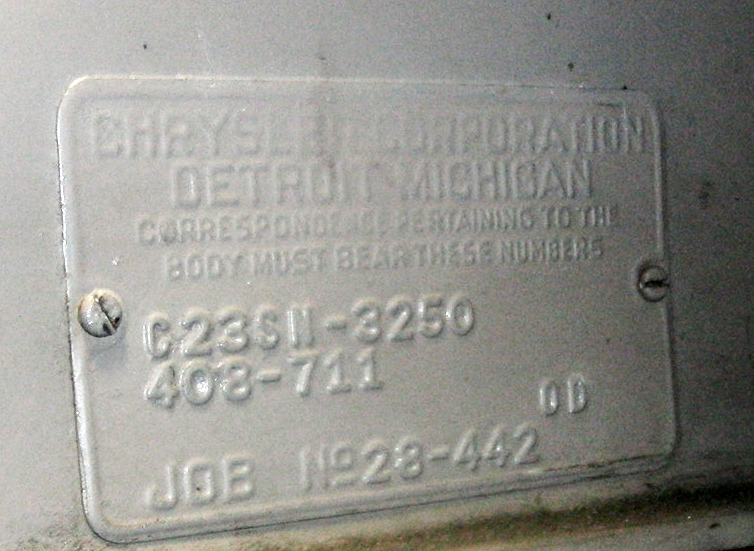 CHRYSLER CORPORATION
DETROIT MICHIGAN
CORRESPONDENCE PERTAINING TO THE
BODY MUST BEAR THESE NUMBERS
C23SN-3250
408-711
OD
JOB Nº28-442